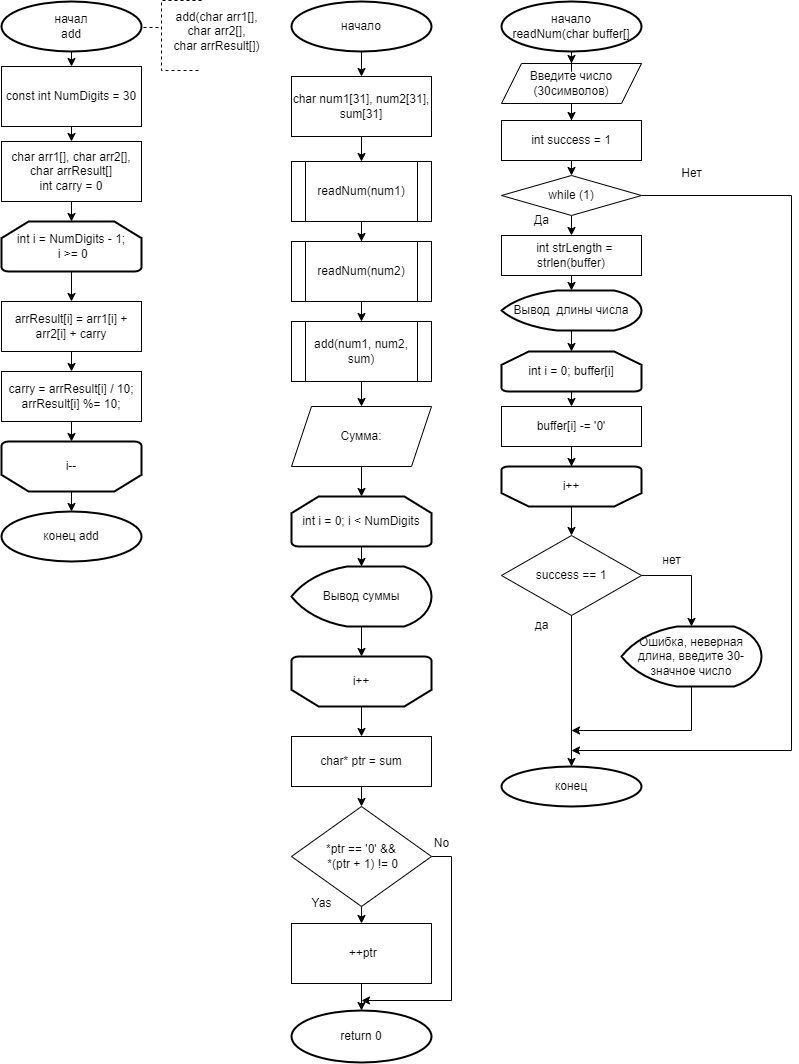 начал
add
add(char arr1[],
char arr2[],
char arrResult[])
const int NumDigits = 30
char arr1[], char arr2[],
char arrResult[]
int carry = 0
int i = NumDigits - 1;
i >= 0
arrResult[i] = arr1[i] +
arr2[i] + carry
carry = arrResult[i] / 10;
arrResult[i] %= 10;
i--
конец add
начало
char num1[31], num2[31],
sum[31]
readNum(num1)
readNum(num2)
add(num1, num2,
sum)
Сумма:
int i = 0; i < NumDigits
Вывод суммы
i++
char* ptr = sum
*ptr == '0' &&
*(ptr + 1) != 0
No
Yas
++ptr
return 0
начало
readNum(char buffer[]
Введите число
(30символов)
int success = 1
while (1)
Нет
Да
int strLength =
strlen(buffer)
Вывод длины числа
int i = 0; buffer[i]
buffer[i] -= '0'
i++
success == 1
нет
да
Ошибка, неверная
длина, введите 30-
значное число
конец